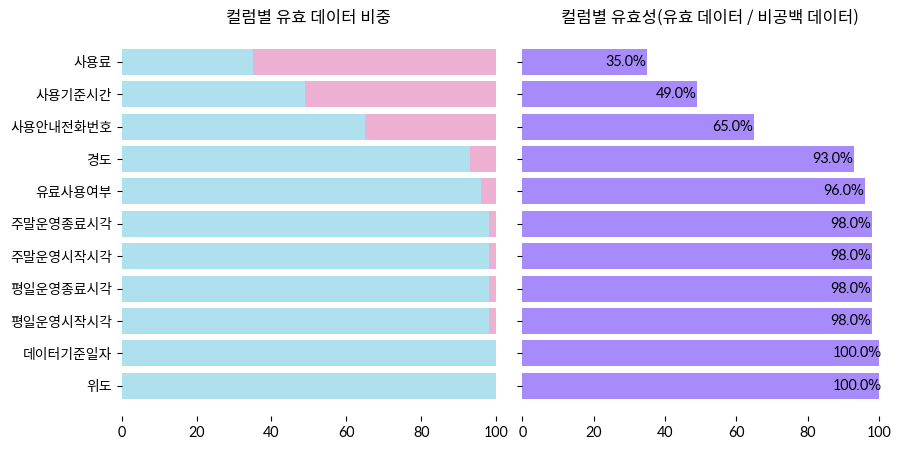 컬럼별 유효 데이터 비중
사용료
사용기준시간
사용안내전화번호
경도
유료사용여부
주말운영종료시각
주말운영시작시각
평일운영종료시각
평일운영시작시각
데이터기준일자
위도
0 20 40 60 80 100
컬럼별 유효성(유효 데이터 / 비공백 데이터)
35.0%
49.0%
65.0%
93.0%
96.0%
98.0%
98.0%
98.0%
98.0%
100.0%
100.0%
0 20 40 60 80 100